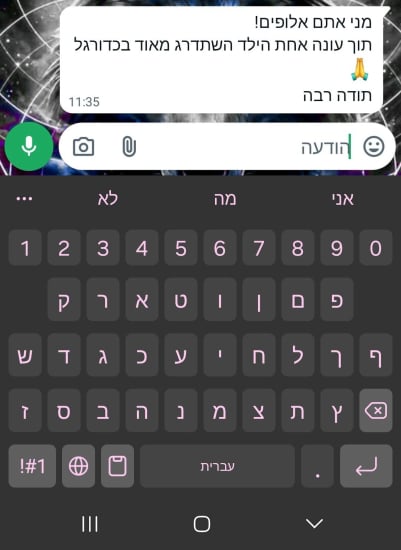 מני אתם אלופים!
תוך עונה אחת הילד השתדרג מאוד בכדורגל
🙏
תודה רבה
11:35
הודעה
אני מה לא ...
1 2 3 4 5 6 7 8 9 0
ק ר א ט ו ן ם פ
ש ד ג כ ע י ח ל ך ף
ז ס ב ה נ מ צ ת ץ
!#1 עברית .